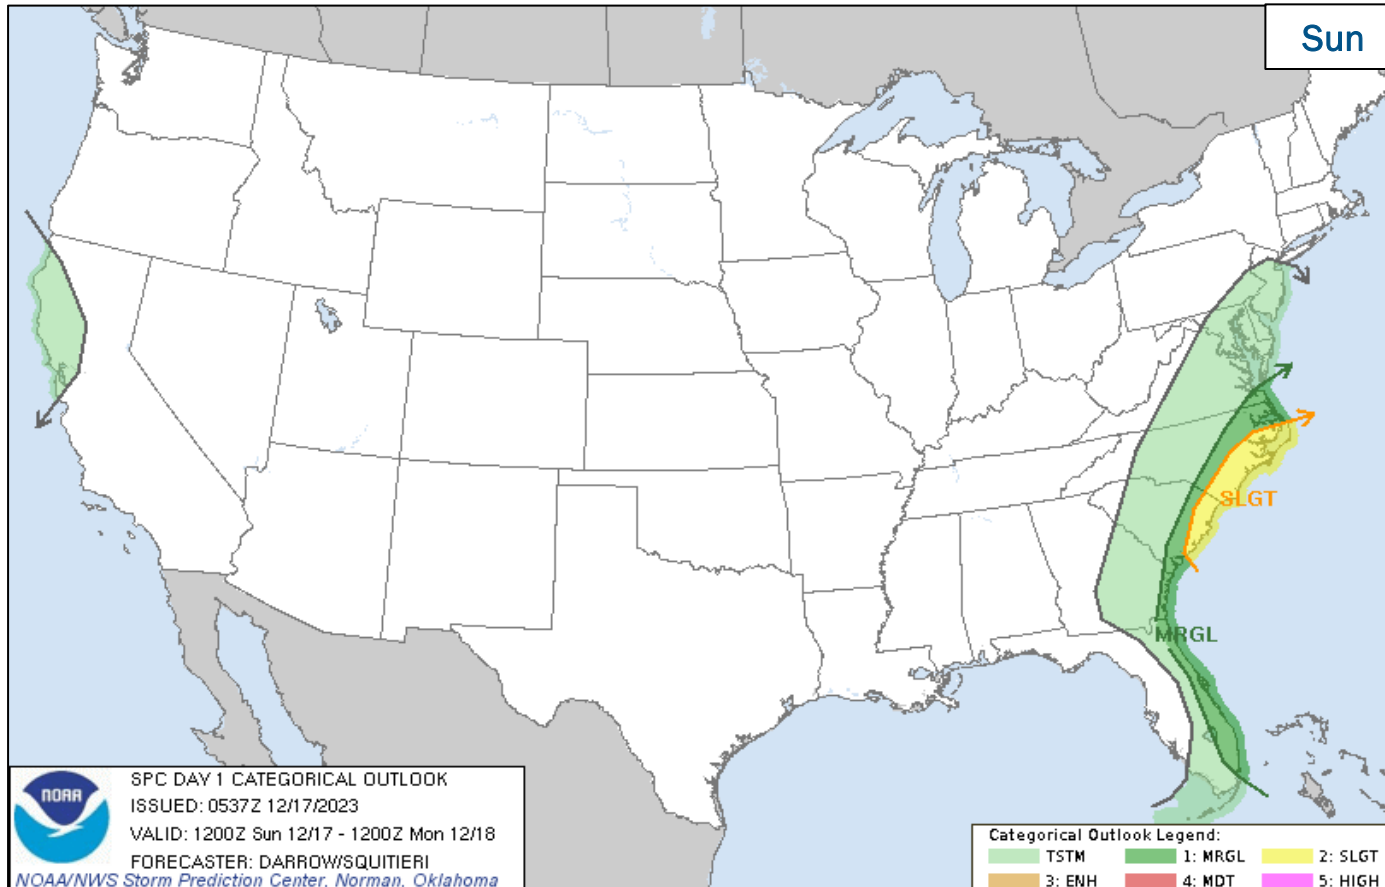 Sun
SLGT
MRGL
NOAA
SPC DAY 1 CATEGORICAL OUTLOOK
ISSUED: 0537Z 12/17/2023
VALID: 1200Z Sun 12/17 - 1200Z Mon 12/18
FORECASTER: DARROW/SQUITIERI
NOAA/NWS Storm Prediction Center, Norman, Oklahoma
Categorical Outlook Legend:
TSTM 1: MRGL 2: SLGT
3: ENH 4: MDT 5: HIGH